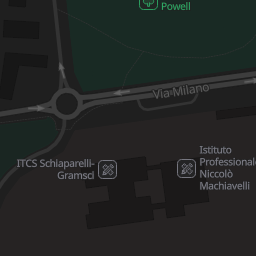 Powell
Via Milano
ITCS Schiaparelli-
Gramsci
Istituto
Professionale
Niccolò
Machiavelli